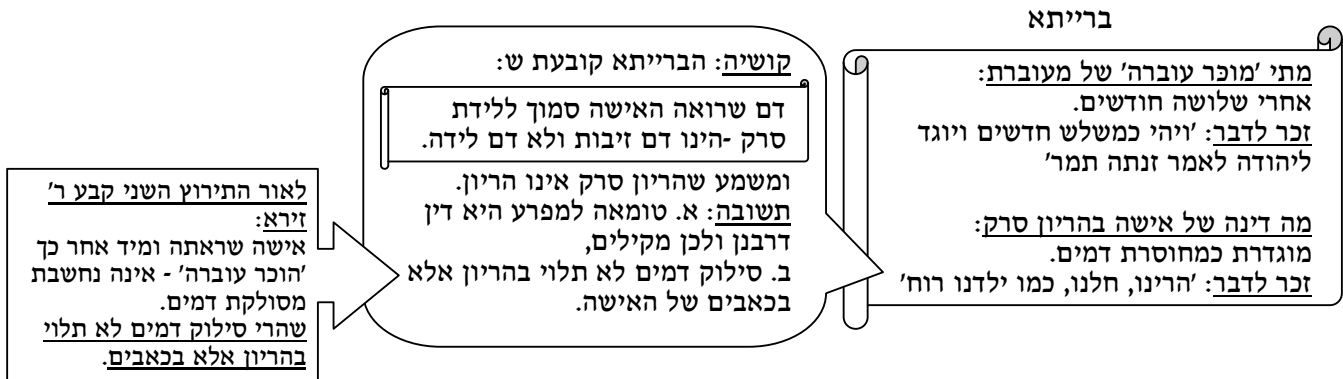 ברייתא
מתי 'מוכּר עוברה' של מעוברת:
אחרי שלושה חודשים.
זכר לדבר: 'ויהי כמשלש חדשים ויוגד
ליהודה לאמר זנתה תמר'
מה דינה של אישה בהריון סרק:
מוגדרת כמחוסרת דמים.
זכר לדבר: 'הרינו, חלנו, כמו ילדנו רוח'
קושיה: הברייתא קובעת ש:
דם שרואה האישה סמוך ללידת
סרק -הינו דם זיבות ולא דם לידה.
ומשמע שהריון סרק אינו הריון.
תשובה: א. טומאה למפרע היא דין
דרבנן ולכן מקילים,
ב. סילוק דמים לא תלוי בהריון אלא
בכאבים של האישה.
לאור התירוץ השני קבע ר'
זירא:
אישה שראתה ומיד אחר כך
'הוכר עוברה' - אינה נחשבת
מסולקת דמים.
שהרי סילוק דמים לא תלוי
בהריון אלא בכאבים.